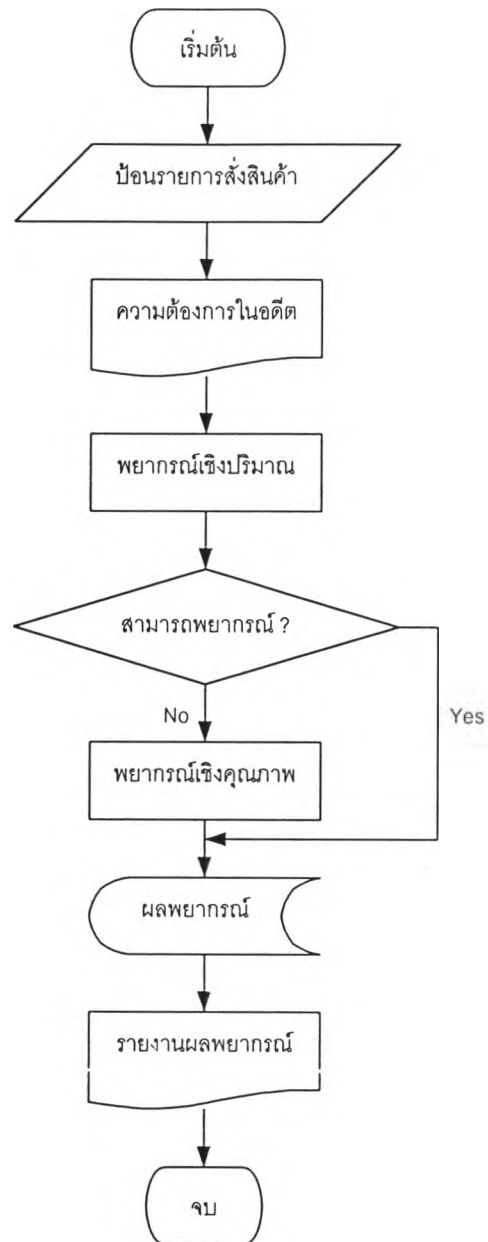 เริ่มต้น
ป้อนรายการสั่งสินค้า
ความต้องการในอดีต
พยากรณ์เชิงปริมาณ
สามารถพยากรณ์ ?
No
Yes
พยากรณ์เชิงคุณภาพ
ผลพยากรณ์
รายงานผลพยากรณ์
จบ